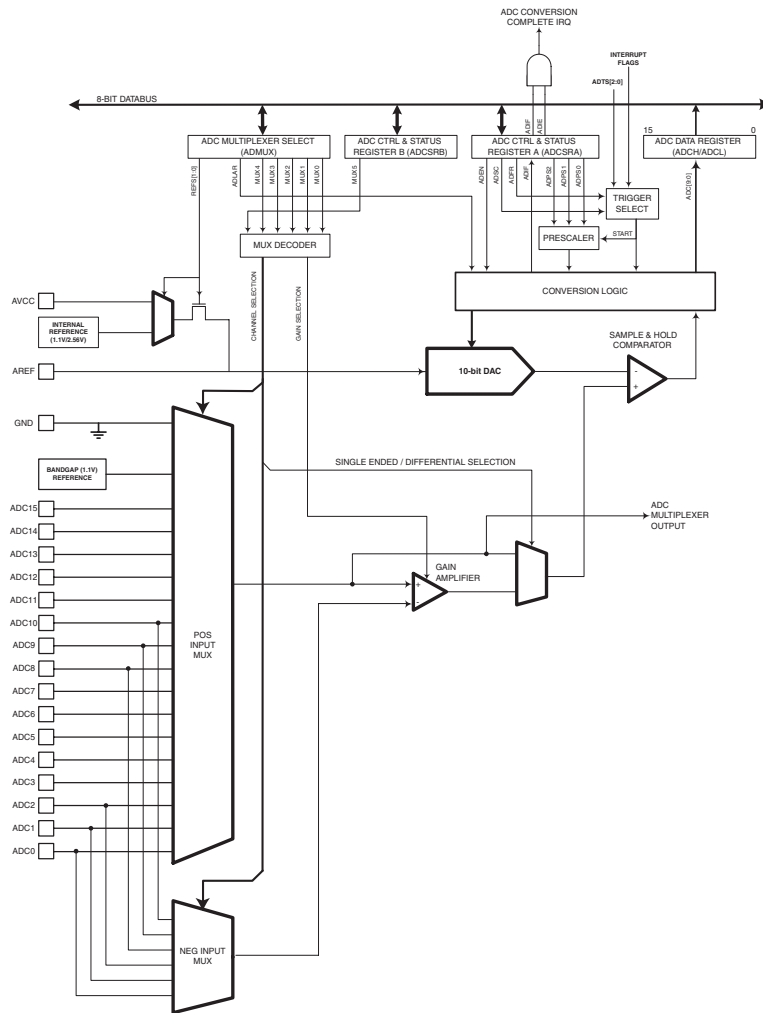 ADC CONVERSION
COMPLETE IRQ
INTERRUPT
FLAGS
ADTS[2:0]
8-BIT DATABUS
ADIF
ADIE
15
0
ADC MULTIPLEXER SELECT
(ADMUX)
ADC CTRL & STATUS
REGISTER B (ADCSRB)
ADC CTRL & STATUS
REGISTER A (ADCSRA)
ADC DATA REGISTER
(ADCH/ADCL)
REFS[1:0]
ADLAR
MUX4
MUX3
MUX2
MUX1
MUX0
MUX5
ADEN
ADSC
ADFR
ADIF
ADPS2
ADPS1
ADPS0
ADC[9:0]
TRIGGER
SELECT
START
MUX DECODER
PRESCALER
CHANNEL SELECTION
GAIN SELECTION
CONVERSION LOGIC
AVCC
INTERNAL
REFERENCE
(1.1V/2.56V)
SAMPLE & HOLD
COMPARATOR
AREF
10-bit DAC
-
+
GND
BANDGAP (1.1V)
REFERENCE
SINGLE ENDED / DIFFERENTIAL SELECTION
ADC15
ADC
MULTIPLEXER
OUTPUT
ADC14
ADC13
ADC12
GAIN
AMPLIFIER
+
-
ADC11
ADC10
POS
INPUT
MUX
ADC9
ADC8
ADC7
ADC6
ADC5
ADC4
ADC3
ADC2
ADC1
ADC0
NEG INPUT
MUX